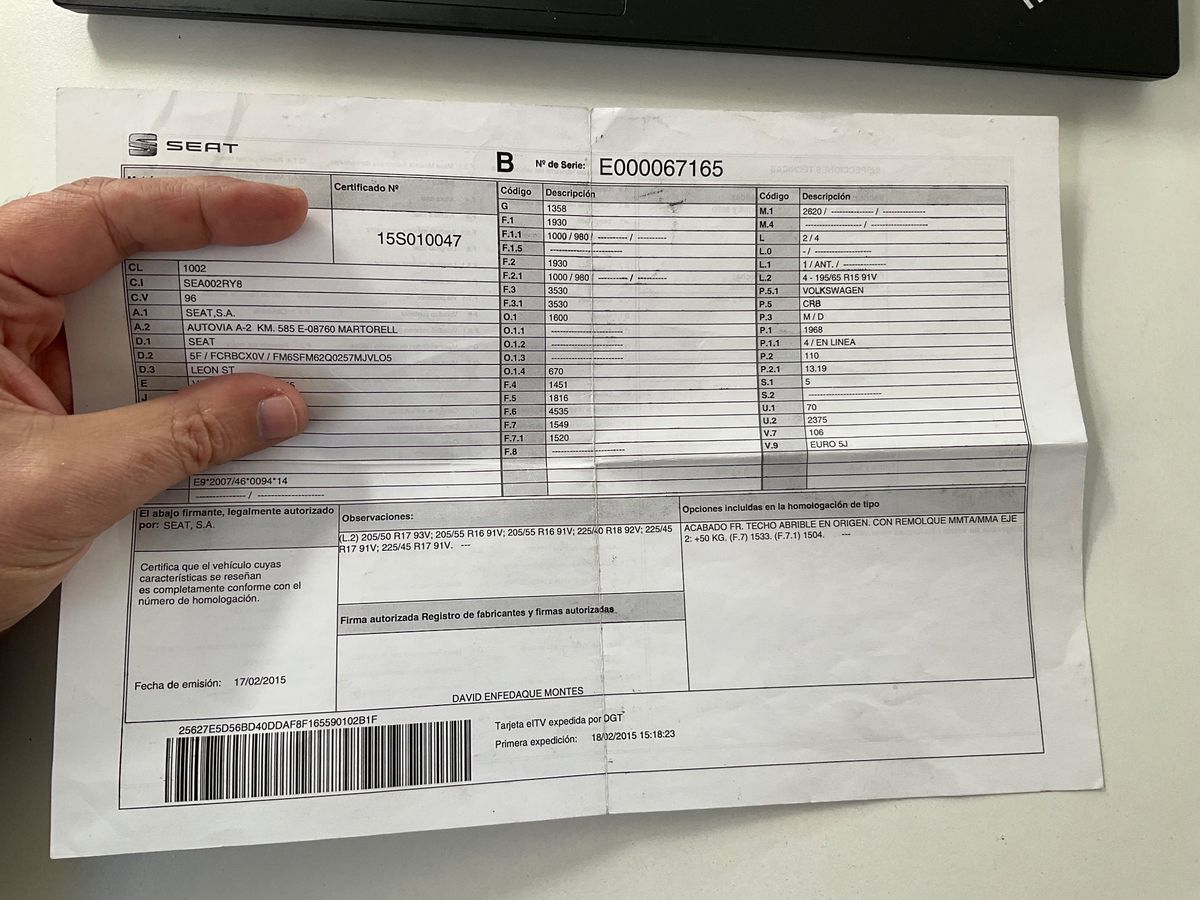 SEAT
B Nº de Serie: E000067165
Certificado Nº
15S010047
CL 1002
C.I SEA002RY8
C.V 96
A.1 SEAT,S.A.
A.2 AUTOVIA A-2 KM. 585 E-08760 MARTORELL
D.1 SEAT
D.2 5F / FCRBCX0V / FM6SFM62Q0257MJVLO5
D.3 LEON ST
E
J
E9*2007/46*0094*14
---------------- / ---------------------
Código Descripción
G 1358
F.1 1930
F.1.1 1000 / 980 / ---------- / ----------
F.1.5 ------------------------
F.2 1930
F.2.1 1000 / 980 / ---------- / ----------
F.3 3530
F.3.1 3530
O.1 1600
O.1.1 ------------------------
O.1.2 ------------------------
O.1.3 ------------------------
O.1.4 670
F.4 1451
F.5 1816
F.6 4535
F.7 1549
F.7.1 1520
F.8 ------------------------
Código Descripción
M.1 2620 / -------------- / --------------
M.4 ------------------- / -------------------
L 2 / 4
L.0 - / -------------------
L.1 1 / ANT. / --------------
L.2 4 - 195/65 R15 91V
P.5.1 VOLKSWAGEN
P.5 CRB
P.3 M / D
P.1 1968
P.1.1 4 / EN LINEA
P.2 110
P.2.1 13.19
S.1 5
S.2 ------------------------
U.1 70
U.2 2375
V.7 106
V.9 EURO 5J
El abajo firmante, legalmente autorizado
por: SEAT, S.A.
Certifica que el vehículo cuyas
características se reseñan
es completamente conforme con el
número de homologación.
Fecha de emisión: 17/02/2015
Observaciones:
(L.2) 205/50 R17 93V; 205/55 R16 91V; 205/55 R16 91V; 225/40 R18 92V; 225/45
R17 91V; 225/45 R17 91V. ---
Firma autorizada Registro de fabricantes y firmas autorizadas
DAVID ENFEDAQUE MONTES
Opciones incluidas en la homologación de tipo
ACABADO FR. TECHO ABRIBLE EN ORIGEN. CON REMOLQUE MMTA/MMA EJE
2: +50 KG. (F.7) 1533. (F.7.1) 1504. ---
25627E5D56BD40DDAF8F165590102B1F
Tarjeta eITV expedida por DGT
Primera expedición: 18/02/2015 15:18:23